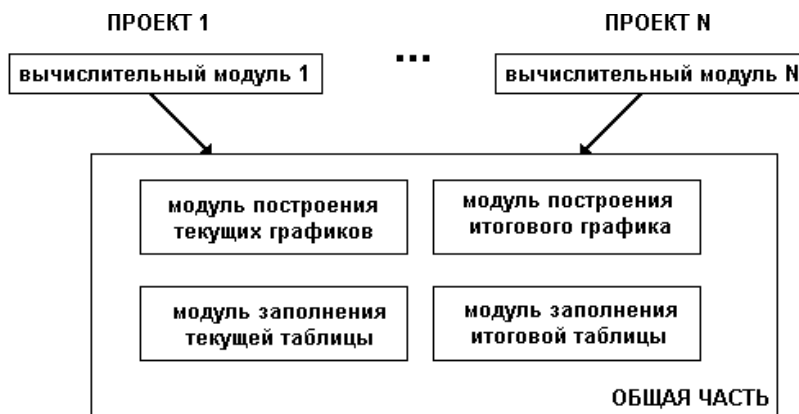 ПРОЕКТ 1
ПРОЕКТ N
...
вычислительный модуль 1
вычислительный модуль N
модуль построения
текущих графиков
модуль построения
итогового графика
модуль заполнения
текущей таблицы
модуль заполнения
итоговой таблицы
ОБЩАЯ ЧАСТЬ